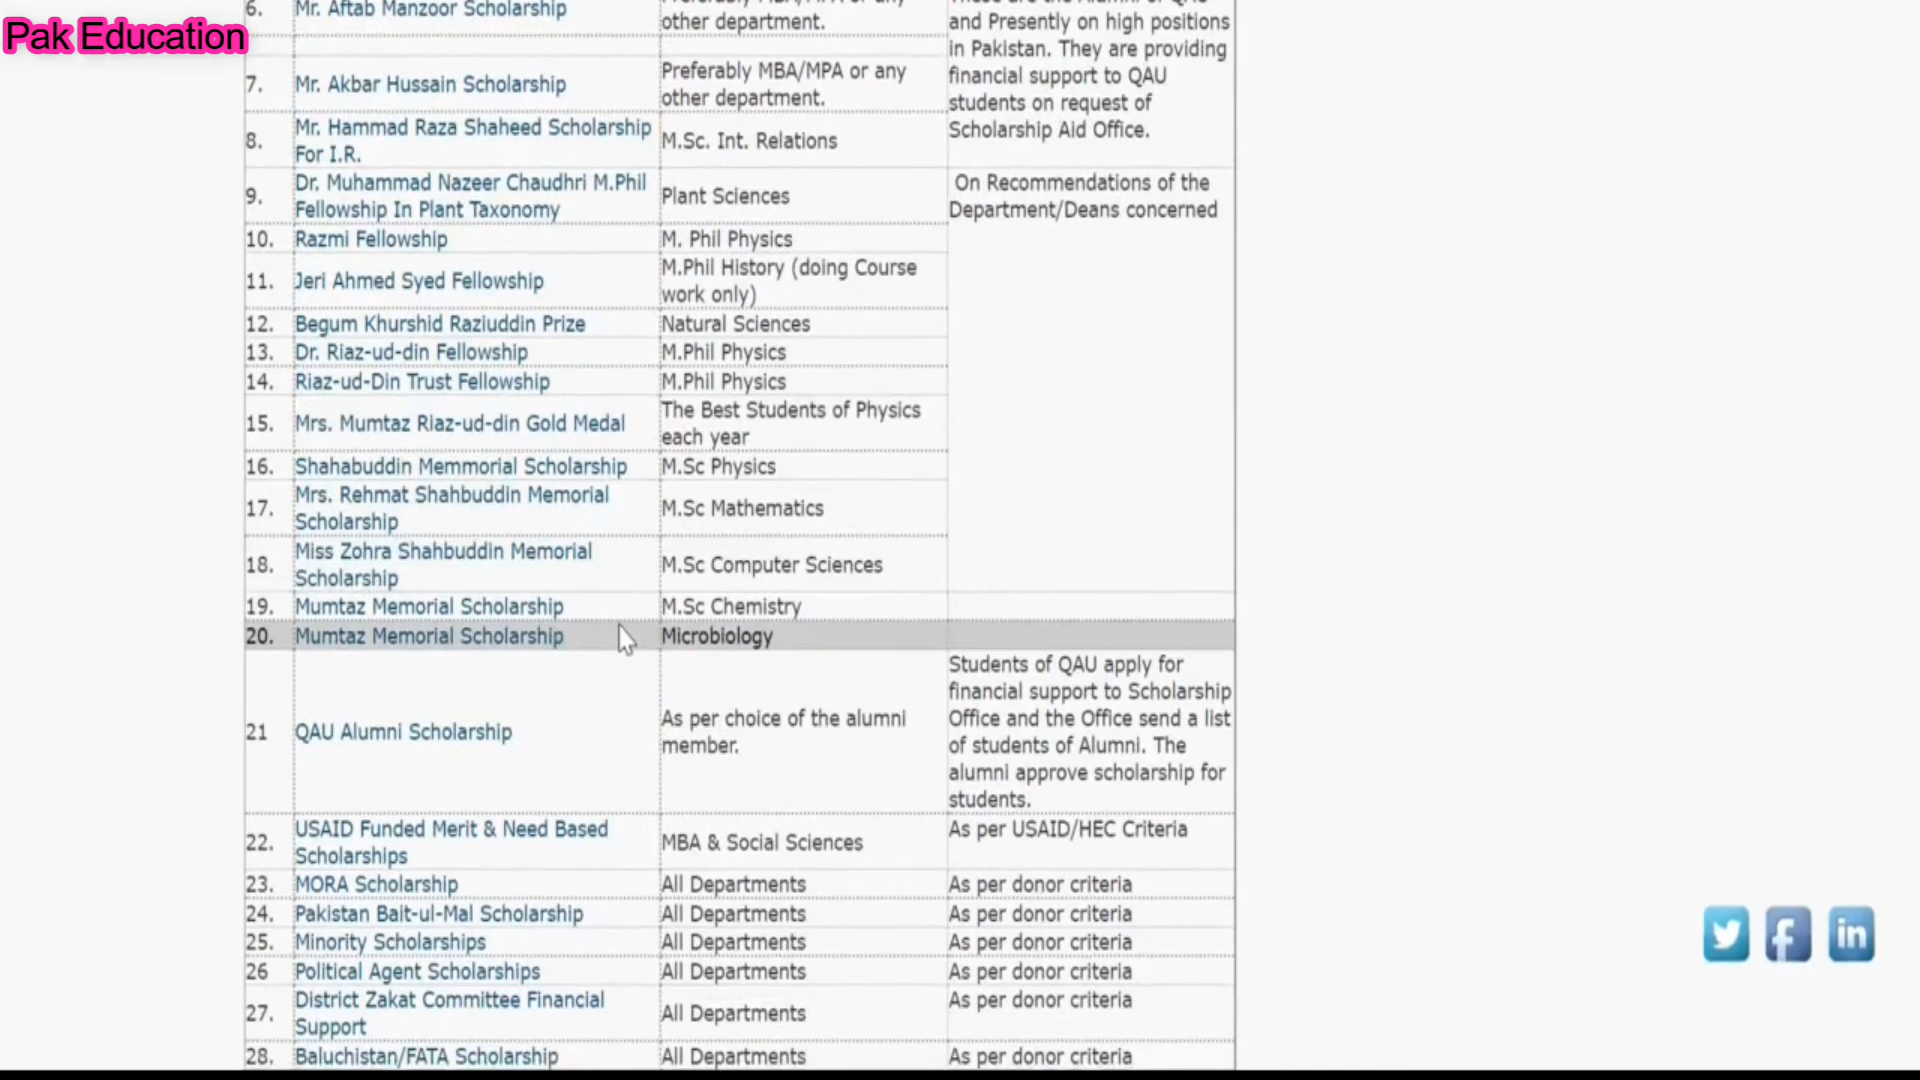 Pak Education
6.
Mr. Aftab Manzoor Scholarship
Preferably MBA/MPA or any
other department.
These are the Alumni of QAU
and Presently on high positions
in Pakistan. They are providing
financial support to QAU
students on request of
Scholarship Aid Office.
7.
Mr. Akbar Hussain Scholarship
Preferably MBA/MPA or any
other department.
8.
Mr. Hammad Raza Shaheed Scholarship
For I.R.
M.Sc. Int. Relations
9.
Dr. Muhammad Nazeer Chaudhri M.Phil
Fellowship In Plant Taxonomy
Plant Sciences
On Recommendations of the
Department/Deans concerned
10.
Razmi Fellowship
M. Phil Physics
11.
Jeri Ahmed Syed Fellowship
M.Phil History (doing Course
work only)
12.
Begum Khurshid Raziuddin Prize
Natural Sciences
13.
Dr. Riaz-ud-din Fellowship
M.Phil Physics
14.
Riaz-ud-Din Trust Fellowship
M.Phil Physics
15.
Mrs. Mumtaz Riaz-ud-din Gold Medal
The Best Students of Physics
each year
16.
Shahabuddin Memmorial Scholarship
M.Sc Physics
17.
Mrs. Rehmat Shahbuddin Memorial
Scholarship
M.Sc Mathematics
18.
Miss Zohra Shahbuddin Memorial
Scholarship
M.Sc Computer Sciences
19.
Mumtaz Memorial Scholarship
M.Sc Chemistry
20.
Mumtaz Memorial Scholarship
Microbiology
21
QAU Alumni Scholarship
As per choice of the alumni
member.
Students of QAU apply for
financial support to Scholarship
Office and the Office send a list
of students of Alumni. The
alumni approve scholarship for
students.
22.
USAID Funded Merit & Need Based
Scholarships
MBA & Social Sciences
As per USAID/HEC Criteria
23.
MORA Scholarship
All Departments
As per donor criteria
24.
Pakistan Bait-ul-Mal Scholarship
All Departments
As per donor criteria
25.
Minority Scholarships
All Departments
As per donor criteria
26
Political Agent Scholarships
All Departments
As per donor criteria
27.
District Zakat Committee Financial
Support
All Departments
As per donor criteria
28.
Baluchistan/FATA Scholarship
All Departments
As per donor criteria
f
in